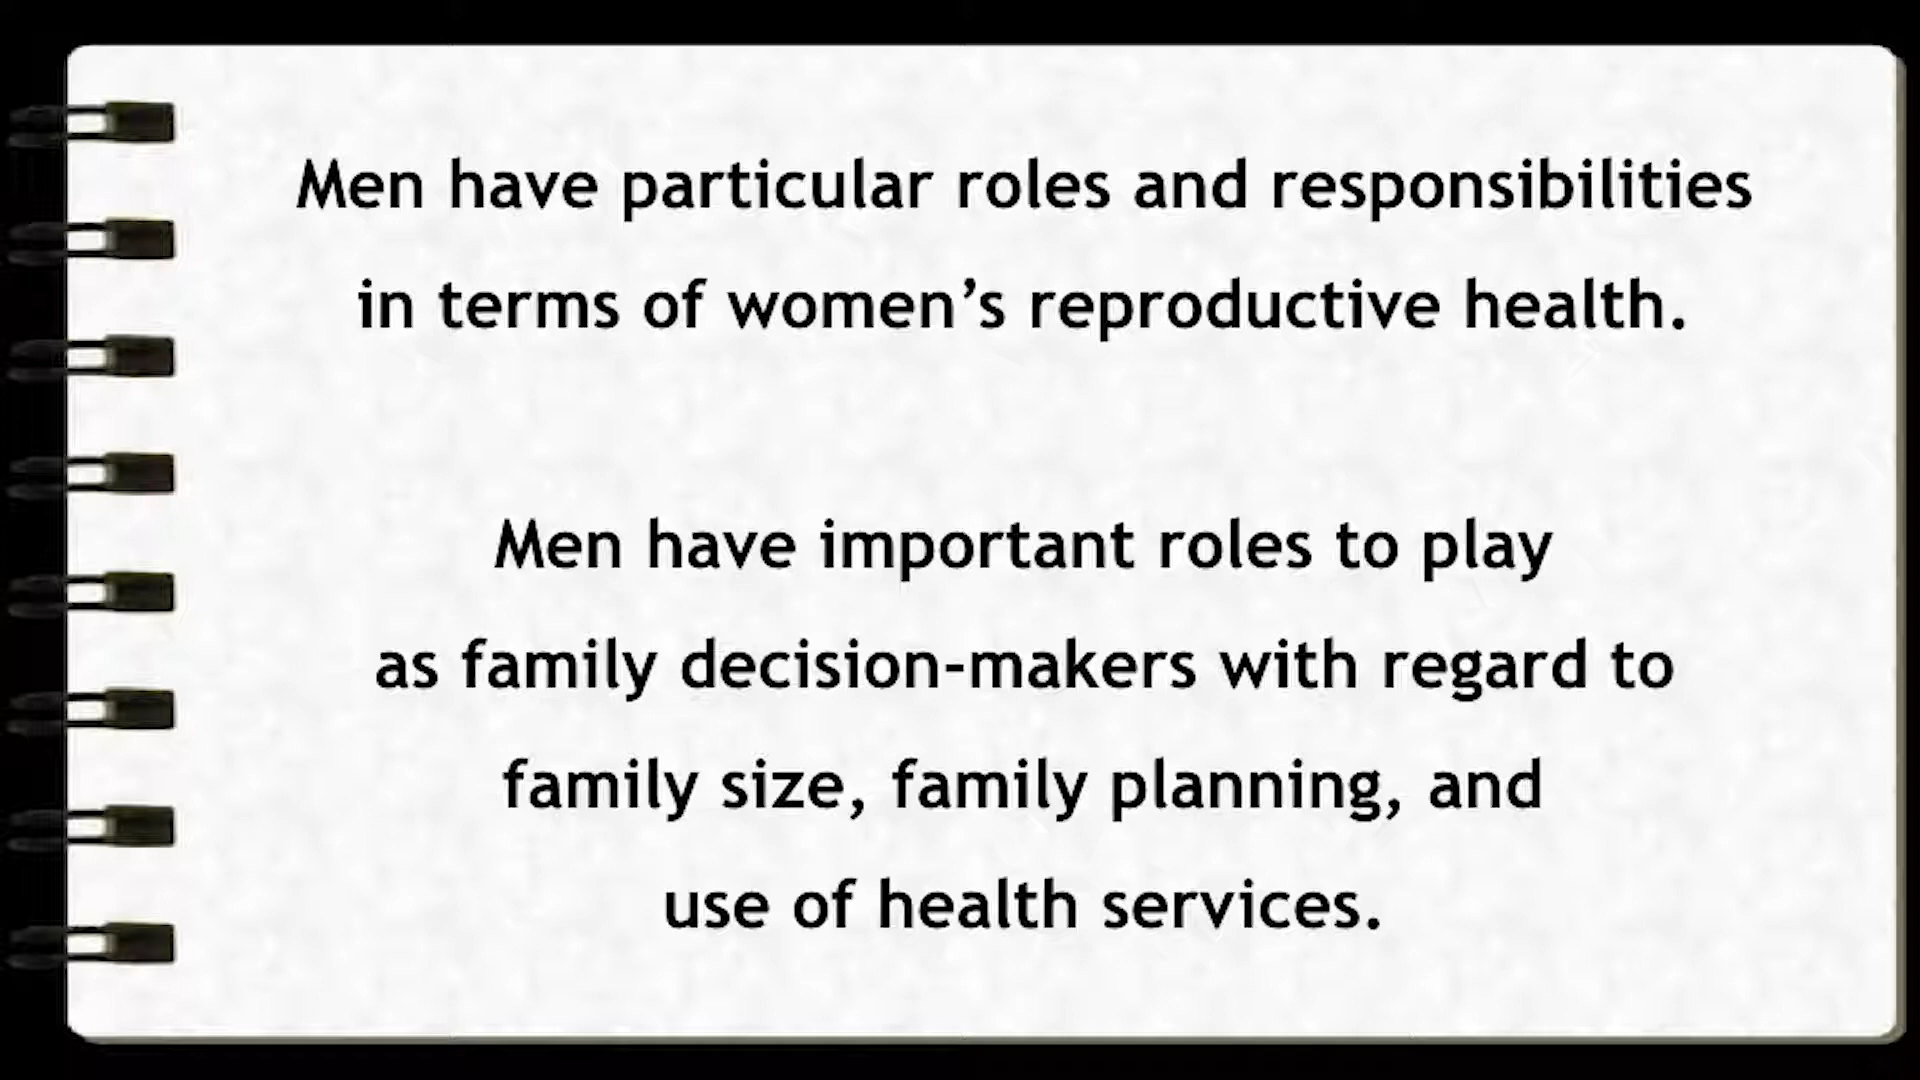 Men have particular roles and responsibilities
in terms of women’s reproductive health.
Men have important roles to play
as family decision-makers with regard to
family size, family planning, and
use of health services.